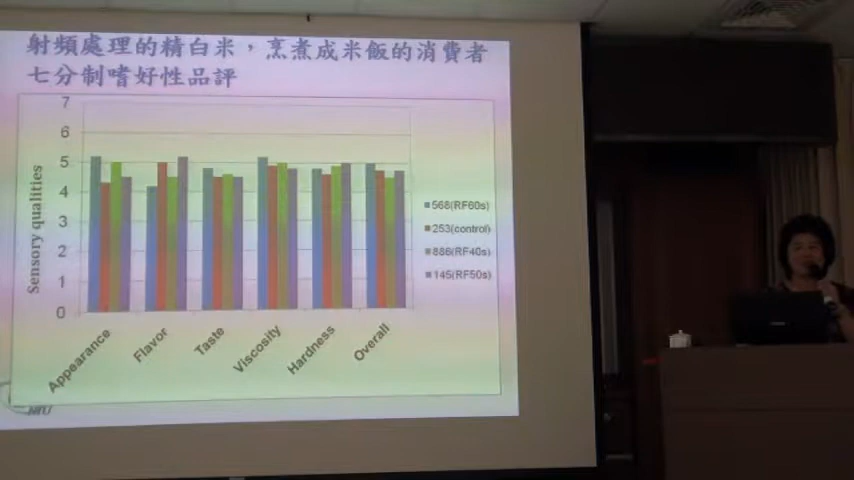 射頻處理的精白米，烹煮成米飯的消費者
七分制嗜好性品評
7
6
5
4
3
2
1
0
Sensory qualities
Appearance
Flavor
Taste
Viscosity
Hardness
Overall
568(RF60s)
253(control)
886(RF40s)
145(RF50s)